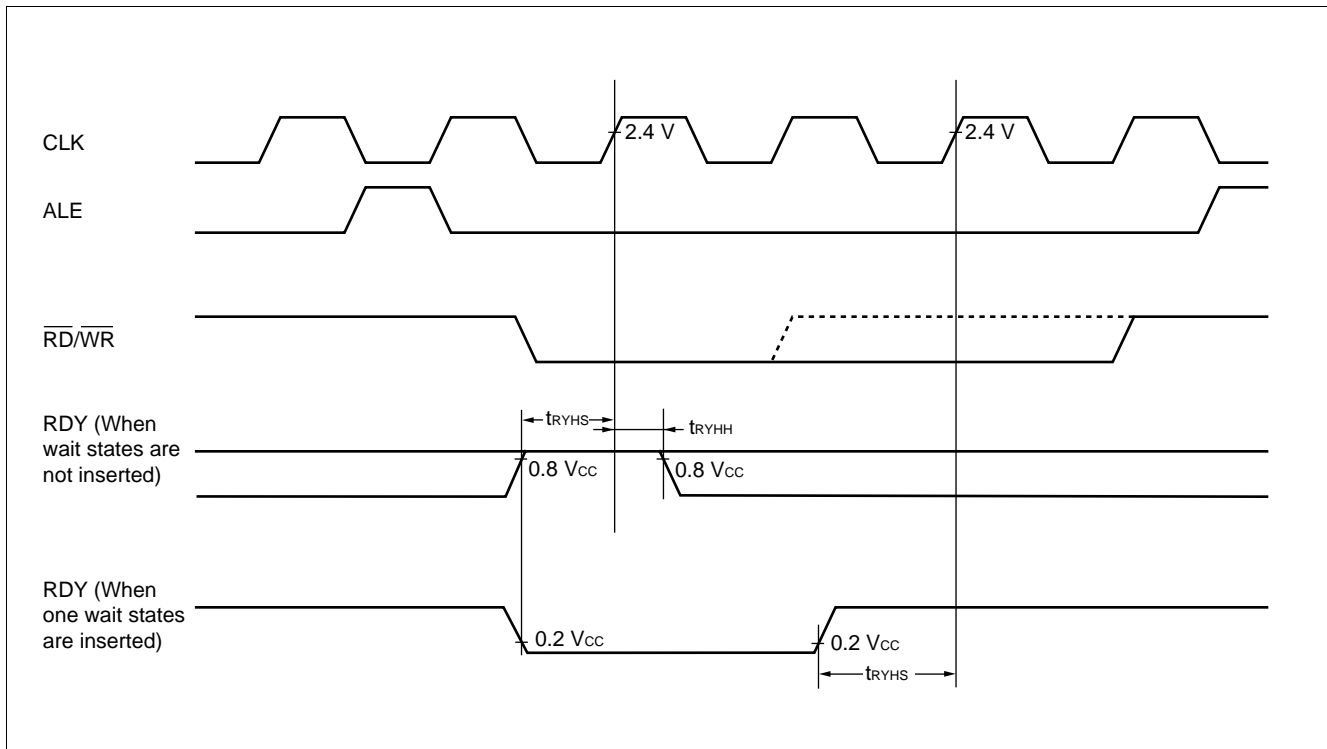 CLK
2.4 V
2.4 V
ALE
RD/WR
RDY (When
wait states are
not inserted)
tRYHS
tRYHH
0.8 VCC
0.8 VCC
RDY (When
one wait states
are inserted)
0.2 VCC
0.2 VCC
tRYHS